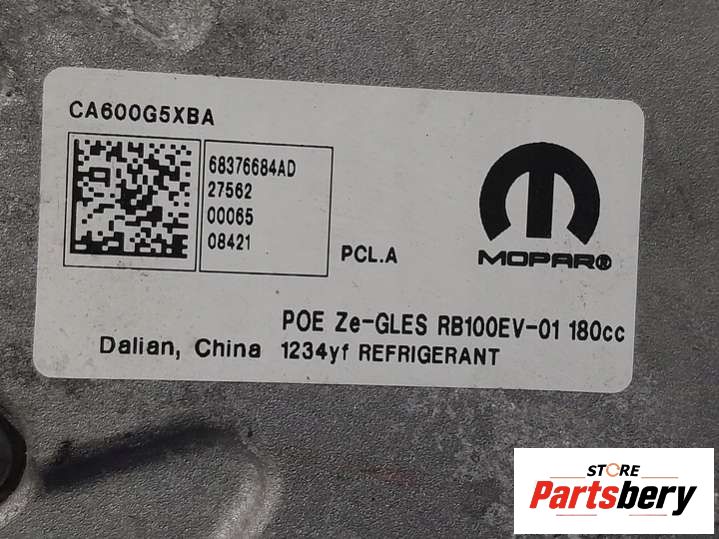 CA600G5XBA
68376684AD
27562
00065
08421
PCL.A
MOPAR®
POE Ze-GLES RB100EV-01 180cc
Dalian, China 1234yf REFRIGERANT
STORE
Partsbery